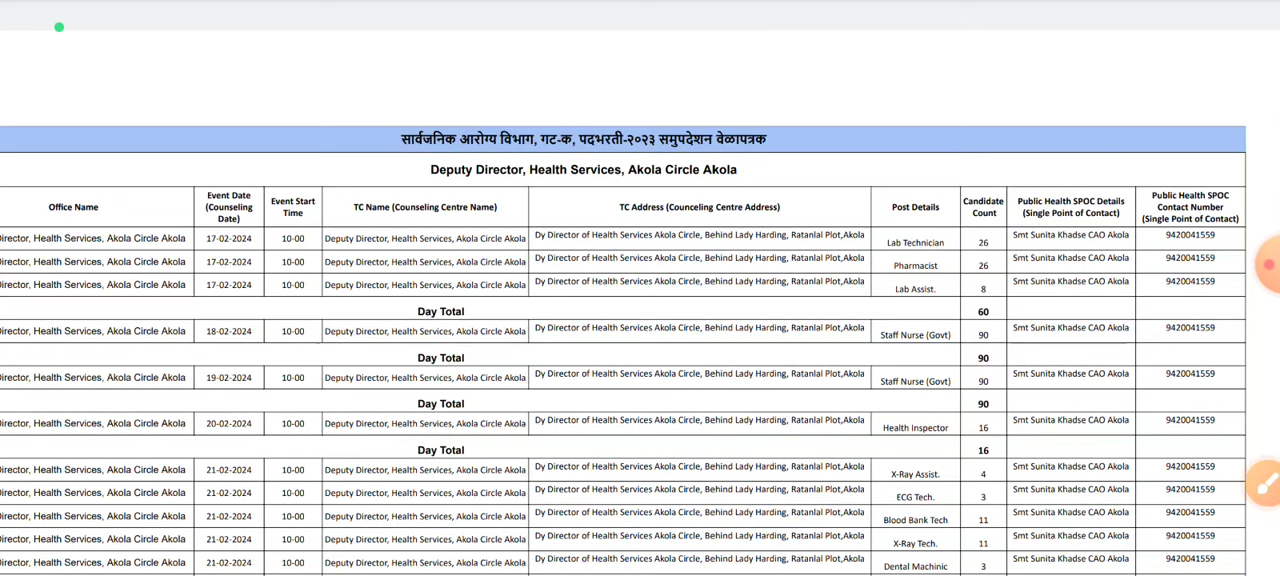 सार्वजनिक आरोग्य विभाग, गट-क, पदभरती-२०२३ समुपदेशन वेळापत्रक
Deputy Director, Health Services, Akola Circle Akola
Office Name Event Date (Counseling Date) Event Start Time TC Name (Counseling Centre Name) TC Address (Counceling Centre Address) Post Details Candidate Count Public Health SPOC Details (Single Point of Contact) Public Health SPOC Contact Number (Single Point of Contact)
irector, Health Services, Akola Circle Akola 17-02-2024 10-00 Deputy Director, Health Services, Akola Circle Akola Dy Director of Health Services Akola Circle, Behind Lady Harding, Ratanlal Plot,Akola Lab Technician 26 Smt Sunita Khadse CAO Akola 9420041559
irector, Health Services, Akola Circle Akola 17-02-2024 10-00 Deputy Director, Health Services, Akola Circle Akola Dy Director of Health Services Akola Circle, Behind Lady Harding, Ratanlal Plot,Akola Pharmacist 26 Smt Sunita Khadse CAO Akola 9420041559
irector, Health Services, Akola Circle Akola 17-02-2024 10-00 Deputy Director, Health Services, Akola Circle Akola Dy Director of Health Services Akola Circle, Behind Lady Harding, Ratanlal Plot,Akola Lab Assist. 8 Smt Sunita Khadse CAO Akola 9420041559
Day Total 60
irector, Health Services, Akola Circle Akola 18-02-2024 10-00 Deputy Director, Health Services, Akola Circle Akola Dy Director of Health Services Akola Circle, Behind Lady Harding, Ratanlal Plot,Akola Staff Nurse (Govt) 90 Smt Sunita Khadse CAO Akola 9420041559
Day Total 90
irector, Health Services, Akola Circle Akola 19-02-2024 10-00 Deputy Director, Health Services, Akola Circle Akola Dy Director of Health Services Akola Circle, Behind Lady Harding, Ratanlal Plot,Akola Staff Nurse (Govt) 90 Smt Sunita Khadse CAO Akola 9420041559
Day Total 90
irector, Health Services, Akola Circle Akola 20-02-2024 10-00 Deputy Director, Health Services, Akola Circle Akola Dy Director of Health Services Akola Circle, Behind Lady Harding, Ratanlal Plot,Akola Health Inspector 16 Smt Sunita Khadse CAO Akola 9420041559
Day Total 16
irector, Health Services, Akola Circle Akola 21-02-2024 10-00 Deputy Director, Health Services, Akola Circle Akola Dy Director of Health Services Akola Circle, Behind Lady Harding, Ratanlal Plot,Akola X-Ray Assist. 4 Smt Sunita Khadse CAO Akola 9420041559
irector, Health Services, Akola Circle Akola 21-02-2024 10-00 Deputy Director, Health Services, Akola Circle Akola Dy Director of Health Services Akola Circle, Behind Lady Harding, Ratanlal Plot,Akola ECG Tech. 3 Smt Sunita Khadse CAO Akola 9420041559
irector, Health Services, Akola Circle Akola 21-02-2024 10-00 Deputy Director, Health Services, Akola Circle Akola Dy Director of Health Services Akola Circle, Behind Lady Harding, Ratanlal Plot,Akola Blood Bank Tech 11 Smt Sunita Khadse CAO Akola 9420041559
irector, Health Services, Akola Circle Akola 21-02-2024 10-00 Deputy Director, Health Services, Akola Circle Akola Dy Director of Health Services Akola Circle, Behind Lady Harding, Ratanlal Plot,Akola X-Ray Tech. 11 Smt Sunita Khadse CAO Akola 9420041559
irector, Health Services, Akola Circle Akola 21-02-2024 10-00 Deputy Director, Health Services, Akola Circle Akola Dy Director of Health Services Akola Circle, Behind Lady Harding, Ratanlal Plot,Akola Dental Machinic 3 Smt Sunita Khadse CAO Akola 9420041559